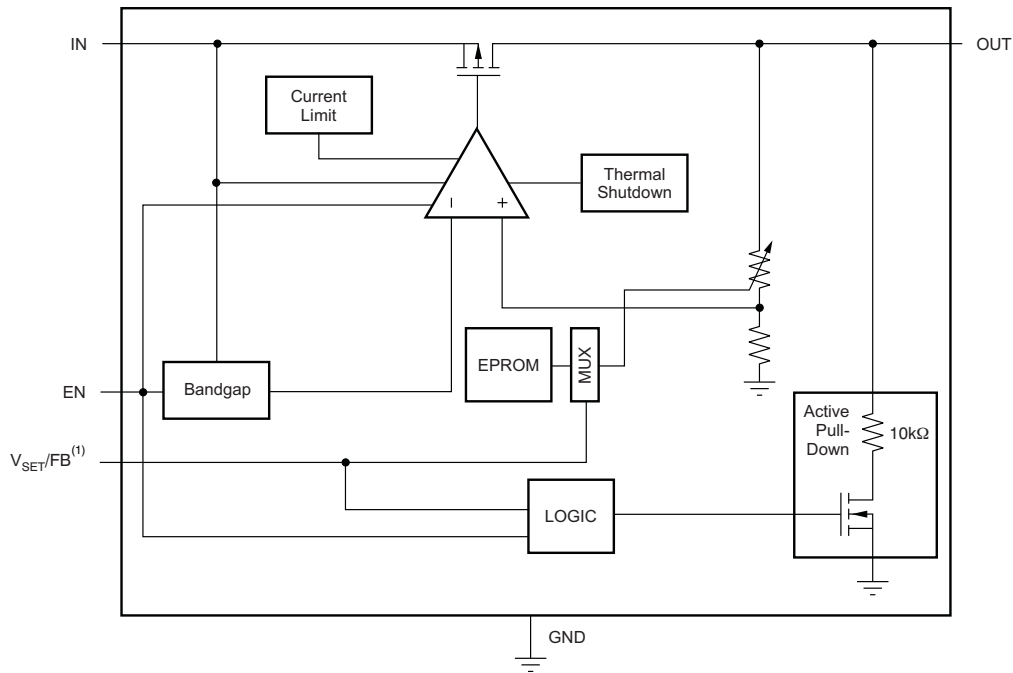 IN
OUT
Current
Limit
Thermal
Shutdown
I
+
EPROM
MUX
EN
Bandgap
Active
Pull-
Down
10kΩ
V_SET/FB^(1)
LOGIC
GND